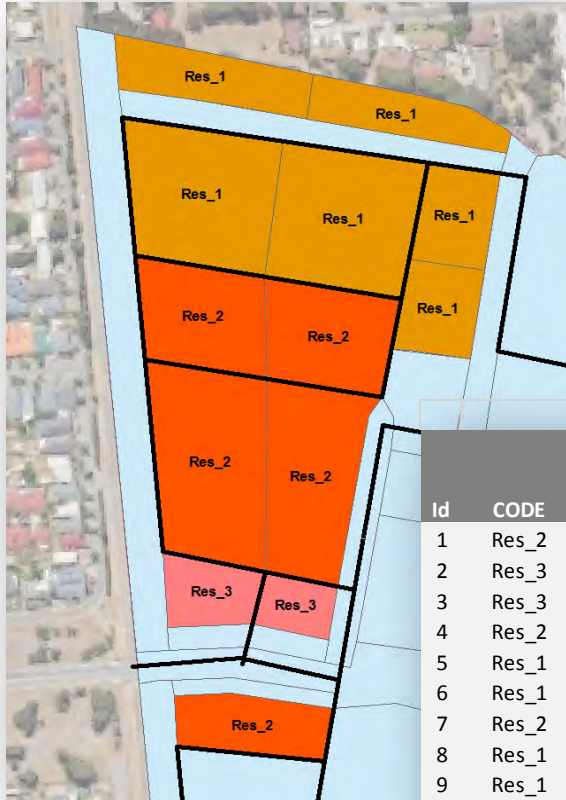 Res_1
Res_1
Res_1
Res_1
Res_1
Res_1
Res_2
Res_2
Res_2
Res_2
Res_3
Res_3
Res_2
Id CODE
1 Res_2
2 Res_3
3 Res_3
4 Res_2
5 Res_1
6 Res_1
7 Res_2
8 Res_1
9 Res_1